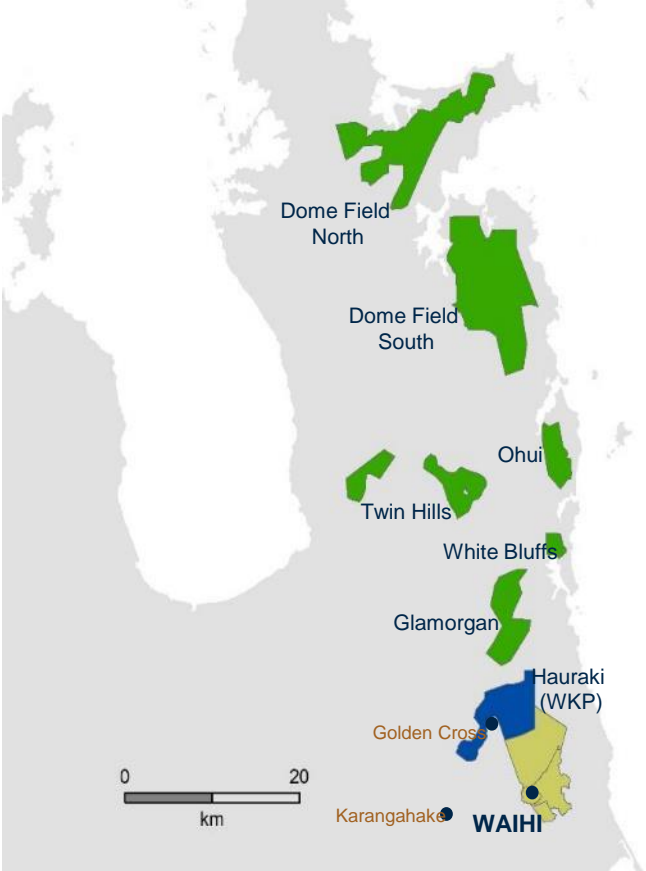 Dome Field
North
Dome Field
South
Ohui
Twin Hills
White Bluffs
Glamorgan
Hauraki
(WKP)
Golden Cross
0 20
km
Karangahake
WAIHI